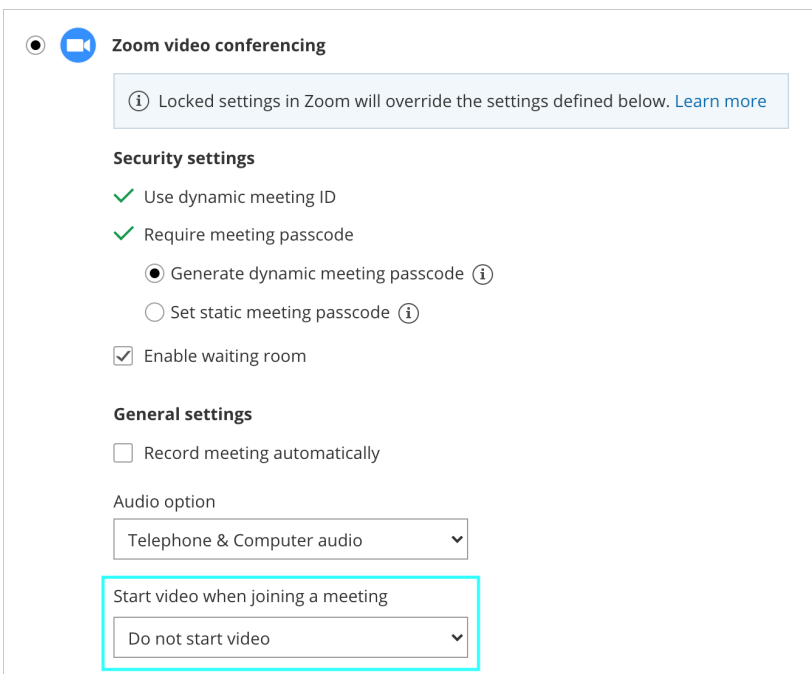 Zoom video conferencing
Locked settings in Zoom will override the settings defined below. Learn more
Security settings
Use dynamic meeting ID
Require meeting passcode
Generate dynamic meeting passcode
Set static meeting passcode
Enable waiting room
General settings
Record meeting automatically
Audio option
Telephone & Computer audio
Start video when joining a meeting
Do not start video